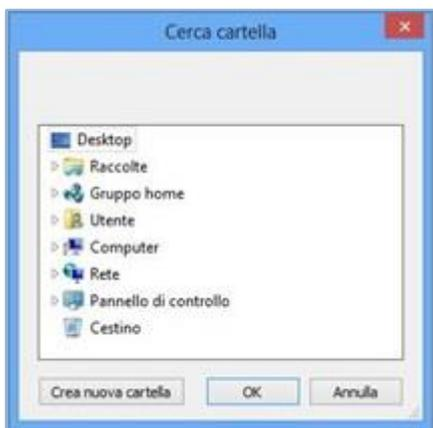 Cerca cartella
Desktop
Raccolte
Gruppo home
Utente
Computer
Rete
Pannello di controllo
Cestino
Crea nuova cartella OK Annulla